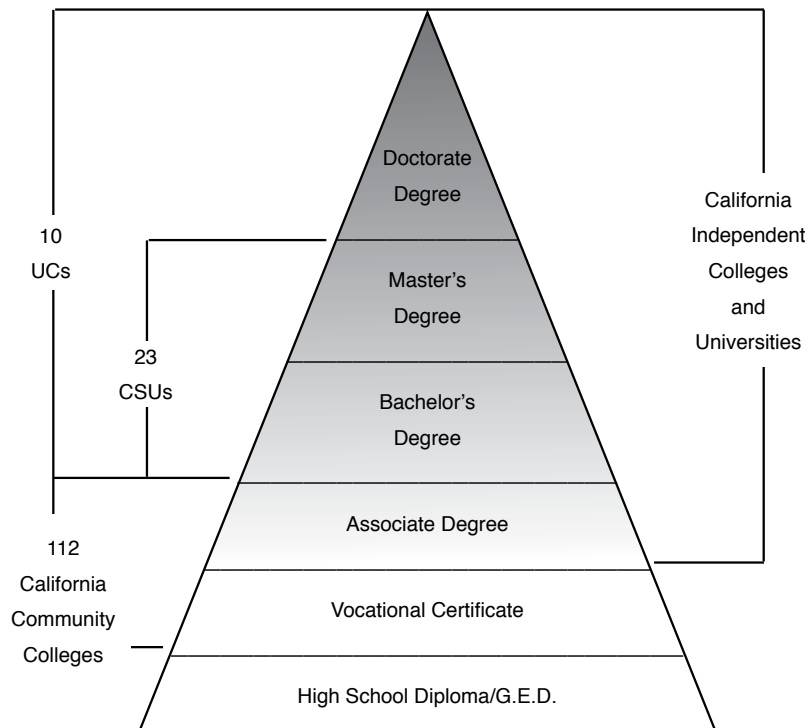 Doctorate
Degree
10
UCs
California
Independent
Colleges
and
Universities
Master's
Degree
23
CSUs
Bachelor's
Degree
Associate Degree
112
California
Community
Colleges
Vocational Certificate
High School Diploma/G.E.D.